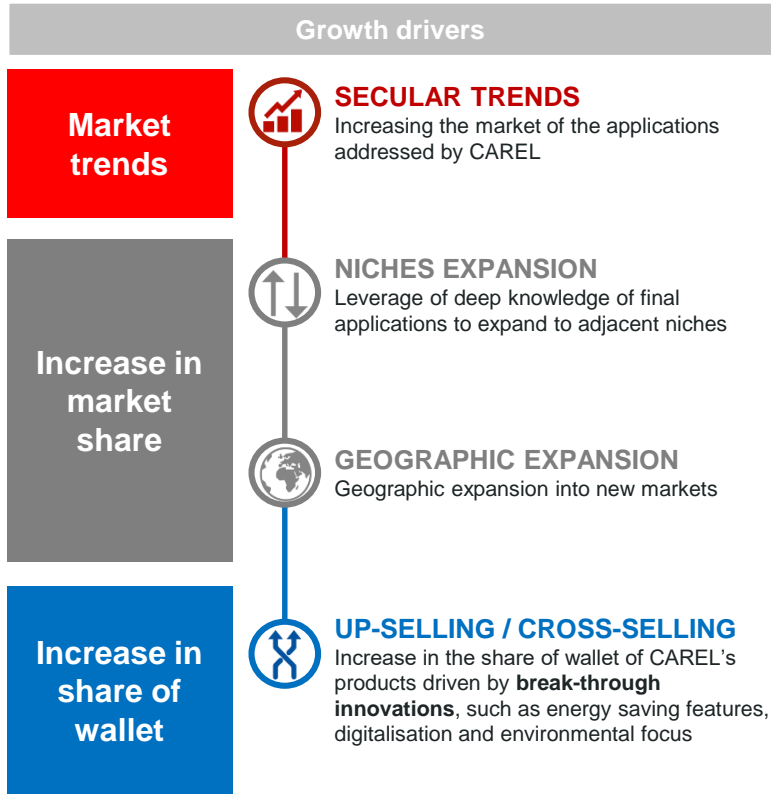 Growth drivers
Market
trends
SECULAR TRENDS
Increasing the market of the applications
addressed by CAREL
Increase in
market
share
NICHES EXPANSION
Leverage of deep knowledge of final
applications to expand to adjacent niches
GEOGRAPHIC EXPANSION
Geographic expansion into new markets
Increase in
share of
wallet
UP-SELLING / CROSS-SELLING
Increase in the share of wallet of CAREL’s
products driven by break-through
innovations, such as energy saving features,
digitalisation and environmental focus